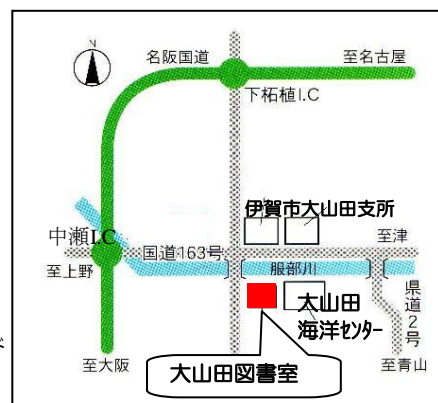 N
名阪国道
至名古屋
下柘植I.C
伊賀市大山田支所
中瀬I.C
国道163号
至津
至上野
服部川
大山田
海洋センター
県道2号
至大阪
大山田図書室
至青山